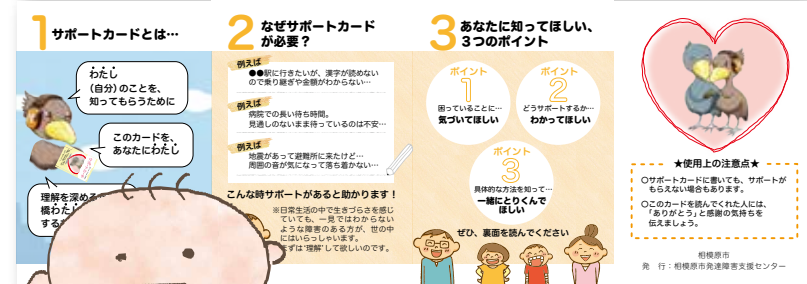 1 サポートカードとは…
わたし
(自分)のことを、
知ってもらうために
このカードを、
あなたにわたし
理解を深める
橋わたし
する
2 なぜサポートカード
が必要？
例えば
●●駅に行きたいが、漢字が読めない
ので乗り継ぎや金額がわからない…
例えば
病院での長い待ち時間。
見通しのないまま待っているのは不安…
例えば
地震があって避難所に来たけど…
周囲の音が気になって落ち着かない…
こんな時サポートがあると助かります！
※日常生活の中で生きづらさを感じ
ていても、一見ではわからない
ような障害のある方が、世の中
にはいらっしゃいます。
まずは“理解”して欲しいのです。
3 あなたに知ってほしい、
3つのポイント
ポイント
1
困っていることに…
気づいてほしい
ポイント
2
どうサポートするか…
わかってほしい
ポイント
3
具体的な方法を知って…
一緒にとりくんで
ほしい
ぜひ、裏面を読んでください
★使用上の注意点★
○サポートカードに書いても、サポートが
もらえない場合もあります。
○このカードを読んでくれた人には、
「ありがとう」と感謝の気持ちを
伝えましょう。
相模原市
発　行：相模原市発達障害支援センター